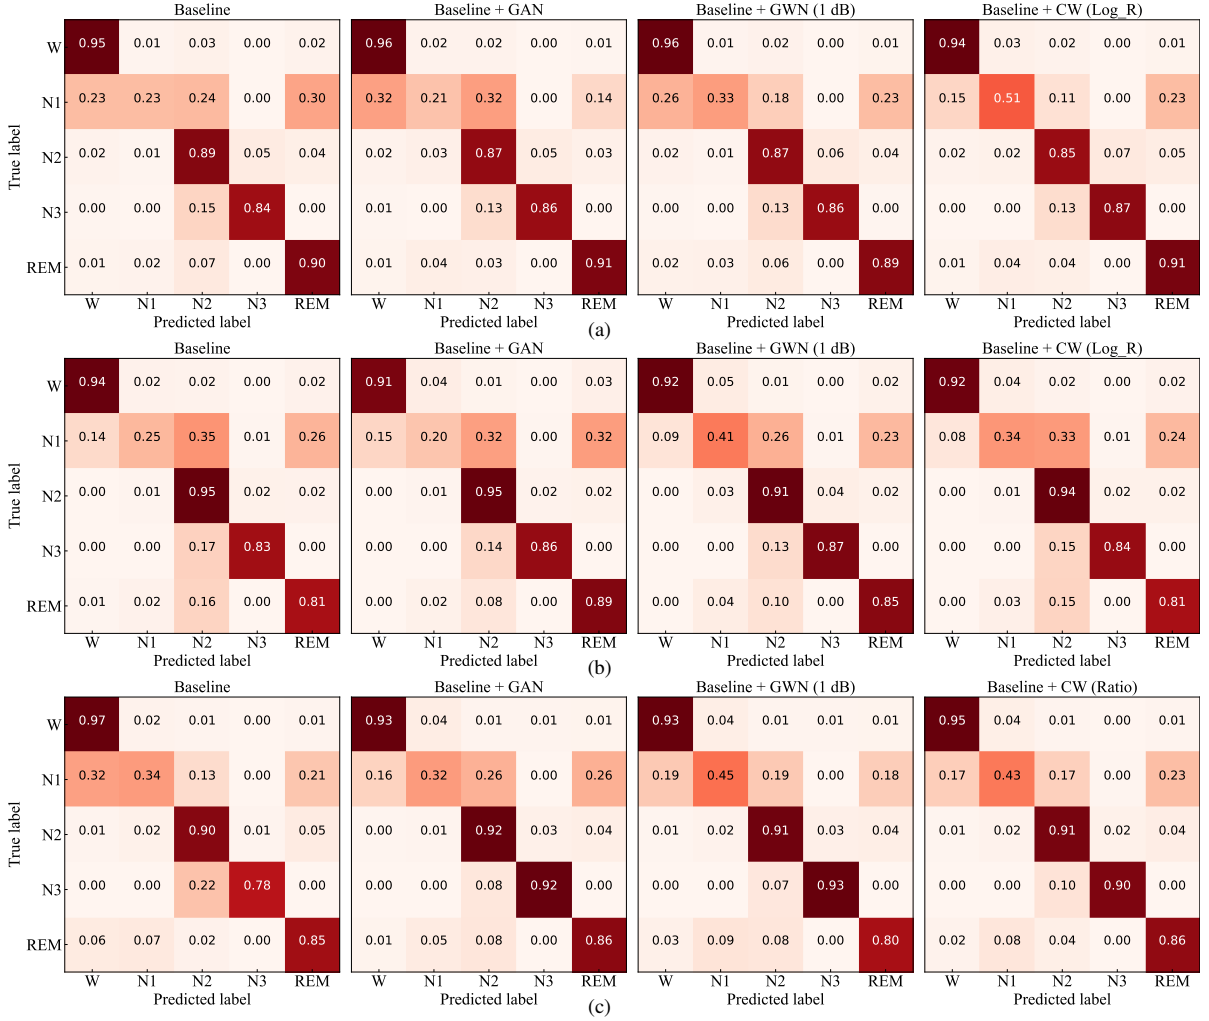 Baseline Baseline + GAN Baseline + GWN (1 dB) Baseline + CW (Log_R)
W 0.95 0.01 0.03 0.00 0.02 0.96 0.02 0.02 0.00 0.01 0.96 0.01 0.02 0.00 0.01 0.94 0.03 0.02 0.00 0.01
N1 0.23 0.23 0.24 0.00 0.30 0.32 0.21 0.32 0.00 0.14 0.26 0.33 0.18 0.00 0.23 0.15 0.51 0.11 0.00 0.23
N2 0.02 0.01 0.89 0.05 0.04 0.02 0.03 0.87 0.05 0.03 0.02 0.01 0.87 0.06 0.04 0.02 0.02 0.85 0.07 0.05
N3 0.00 0.00 0.15 0.84 0.00 0.01 0.00 0.13 0.86 0.00 0.00 0.00 0.13 0.86 0.00 0.00 0.00 0.13 0.87 0.00
REM 0.01 0.02 0.07 0.00 0.90 0.01 0.04 0.03 0.00 0.91 0.02 0.03 0.06 0.00 0.89 0.01 0.04 0.04 0.00 0.91
True label
W N1 N2 N3 REM W N1 N2 N3 REM W N1 N2 N3 REM W N1 N2 N3 REM
Predicted label Predicted label Predicted label Predicted label
(a)
Baseline Baseline + GAN Baseline + GWN (1 dB) Baseline + CW (Log_R)
W 0.94 0.02 0.02 0.00 0.02 0.91 0.04 0.01 0.00 0.03 0.92 0.05 0.01 0.00 0.02 0.92 0.04 0.02 0.00 0.02
N1 0.14 0.25 0.35 0.01 0.26 0.15 0.20 0.32 0.00 0.32 0.09 0.41 0.26 0.01 0.23 0.08 0.34 0.33 0.01 0.24
N2 0.00 0.01 0.95 0.02 0.02 0.00 0.01 0.95 0.02 0.02 0.00 0.03 0.91 0.04 0.02 0.00 0.01 0.94 0.02 0.02
N3 0.00 0.00 0.17 0.83 0.00 0.00 0.00 0.14 0.86 0.00 0.00 0.00 0.13 0.87 0.00 0.00 0.00 0.15 0.84 0.00
REM 0.01 0.02 0.16 0.00 0.81 0.00 0.02 0.08 0.00 0.89 0.00 0.04 0.10 0.00 0.85 0.00 0.03 0.15 0.00 0.81
True label
W N1 N2 N3 REM W N1 N2 N3 REM W N1 N2 N3 REM W N1 N2 N3 REM
Predicted label Predicted label Predicted label Predicted label
(b)
Baseline Baseline + GAN Baseline + GWN (1 dB) Baseline + CW (Ratio)
W 0.97 0.02 0.01 0.00 0.01 0.93 0.04 0.01 0.01 0.01 0.93 0.04 0.01 0.01 0.01 0.95 0.04 0.01 0.00 0.01
N1 0.32 0.34 0.13 0.00 0.21 0.16 0.32 0.26 0.00 0.26 0.19 0.45 0.19 0.00 0.18 0.17 0.43 0.17 0.00 0.23
N2 0.01 0.02 0.90 0.01 0.05 0.00 0.01 0.92 0.03 0.04 0.01 0.02 0.91 0.03 0.04 0.01 0.02 0.91 0.02 0.04
N3 0.00 0.00 0.22 0.78 0.00 0.00 0.00 0.08 0.92 0.00 0.00 0.00 0.07 0.93 0.00 0.00 0.00 0.10 0.90 0.00
REM 0.06 0.07 0.02 0.00 0.85 0.01 0.05 0.08 0.00 0.86 0.03 0.09 0.08 0.00 0.80 0.02 0.08 0.04 0.00 0.86
True label
W N1 N2 N3 REM W N1 N2 N3 REM W N1 N2 N3 REM W N1 N2 N3 REM
Predicted label Predicted label Predicted label Predicted label
(c)